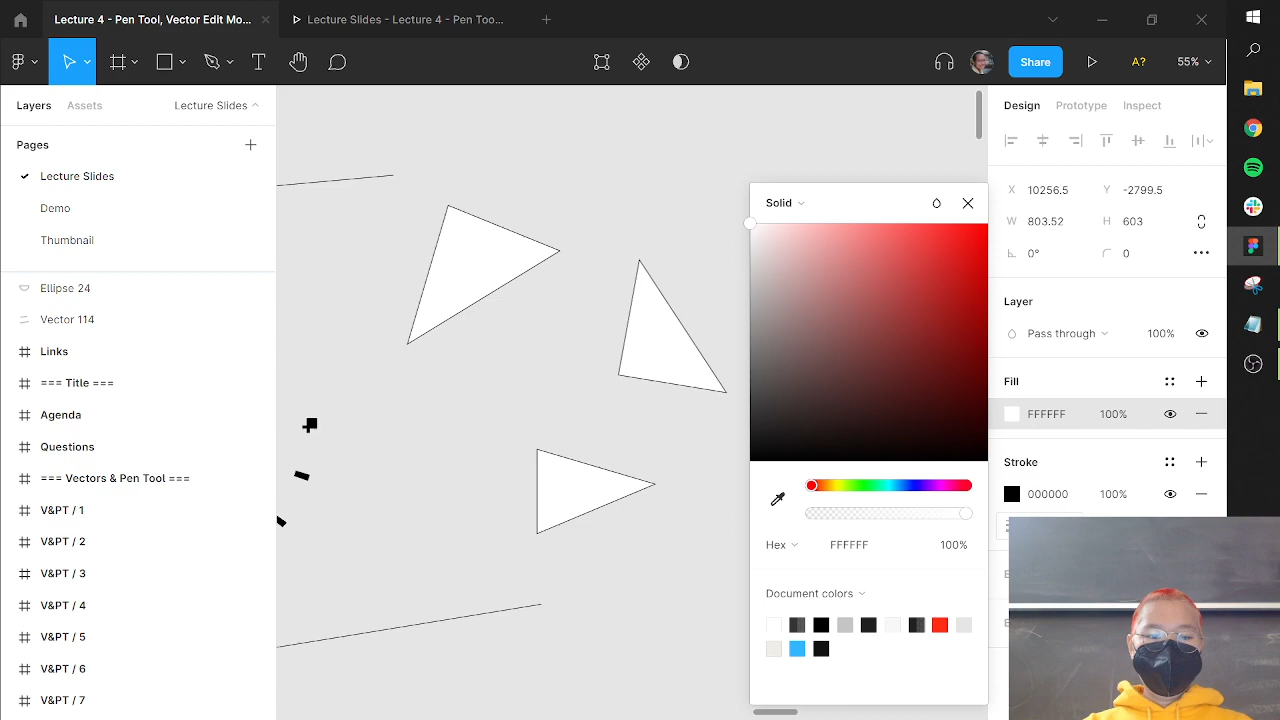 Lecture 4 - Pen Tool, Vector Edit Mo...
Lecture Slides - Lecture 4 - Pen Too...
Share
A?
55%
Layers
Assets
Lecture Slides
Pages
Lecture Slides
Demo
Thumbnail
Ellipse 24
Vector 114
Links
=== Title ===
Agenda
Questions
=== Vectors & Pen Tool ===
V&PT / 1
V&PT / 2
V&PT / 3
V&PT / 4
V&PT / 5
V&PT / 6
V&PT / 7
Solid
Hex FFFFFF 100%
Document colors
Design Prototype Inspect
X 10256.5 Y -2799.5
W 803.52 H 603
0° 0
Layer
Pass through 100%
Fill
FFFFFF 100%
Stroke
000000 100%